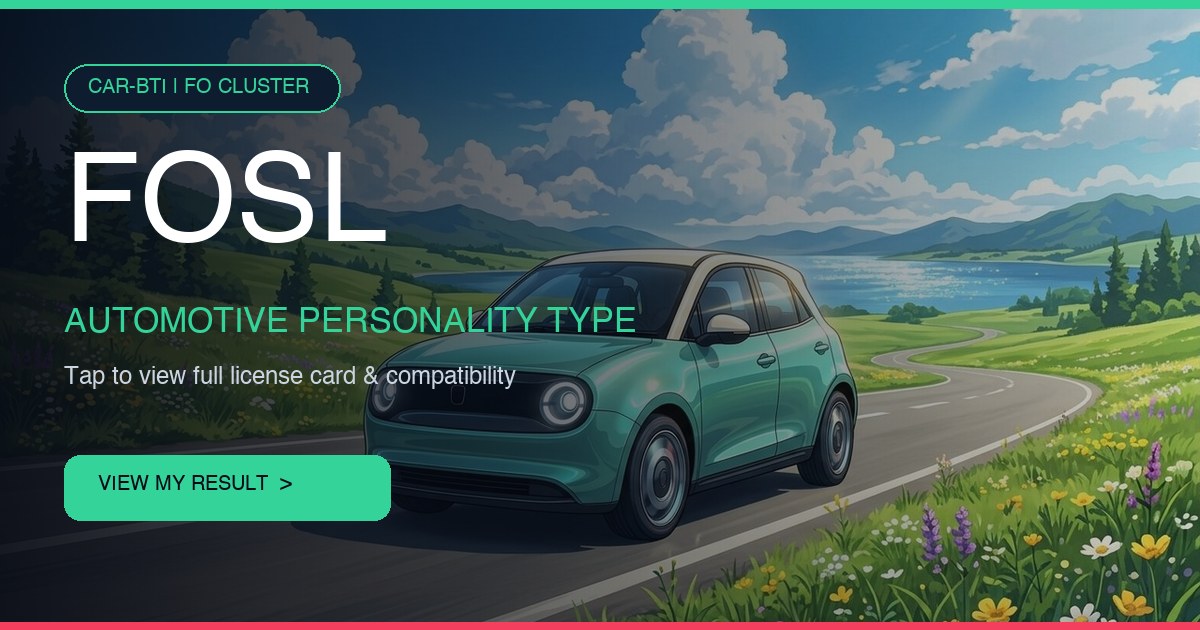 CAR-BTI | FO CLUSTER
FOSL
AUTOMOTIVE PERSONALITY TYPE
Tap to view full license card & compatibility
VIEW MY RESULT >